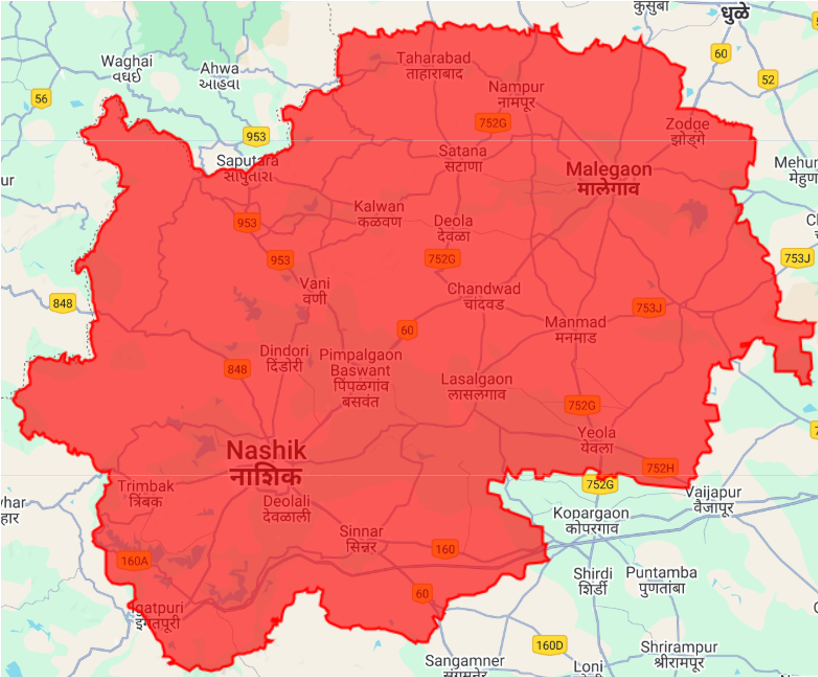 कुसुंबा
धुळे
60
52
Waghai
વઘઈ
Ahwa
આહવા
56
953
Taharabad
ताहाराबाद
Nampur
नामपूर
752G
Zodge
झोडगे
Satana
सटाणा
Saputara
સાપુતારા
Malegaon
मालेगाव
Kalwan
कळवण
Deola
देवळा
953
953
752G
753J
Vani
वणी
Chandwad
चांदवड
848
60
753J
Manmad
मनमाड
Dindori
दिंडोरी
Pimpalgaon
Baswant
पिंपळगांव
बसवंत
848
Lasalgaon
लासलगाव
752G
Yeola
येवला
Nashik
नाशिक
752H
752G
Trimbak
त्रिंबक
Deolali
देवळाली
Vaijapur
वैजापूर
Kopargaon
कोपरगाव
Sinnar
सिन्नर
160
160A
Shirdi
शिर्डी
Puntamba
पुणतांबा
60
Igatpuri
इगतपूरी
160D
Shrirampur
श्रीरामपूर
Sangamner
संगमनेर
Loni